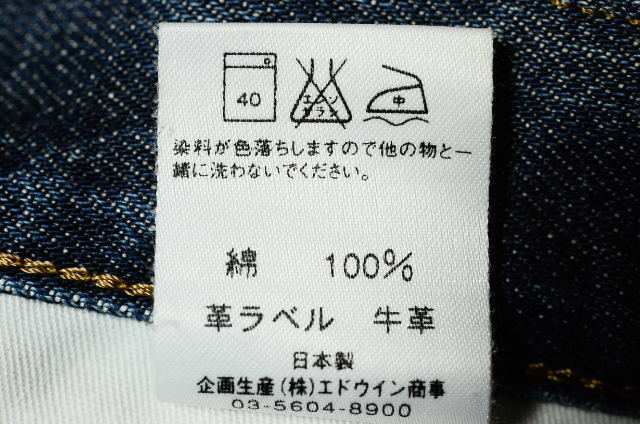 40 エンソ サラシ 中
染料が色落ちしますので他の物と一
緒に洗わないでください。
綿 100%
革ラベル 牛革
日本製
企画生産(株)エドウイン商事
03-5604-8900